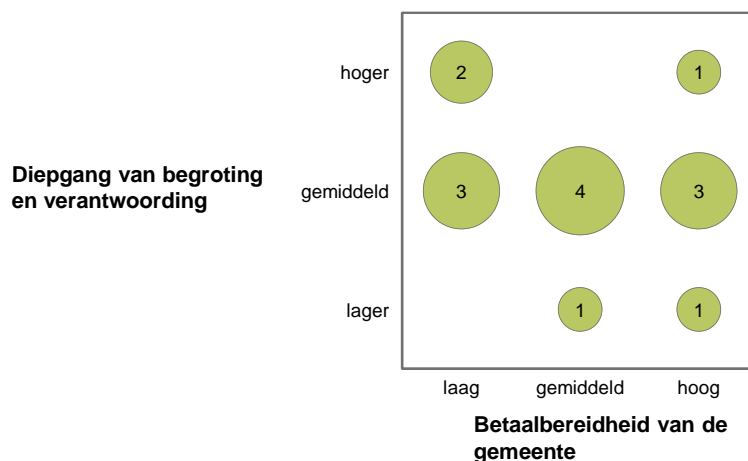 hoger
2
1
Diepgang van begroting
en verantwoording
gemiddeld
3
4
3
lager
1
1
laag
gemiddeld
hoog
Betaalbereidheid van de
gemeente